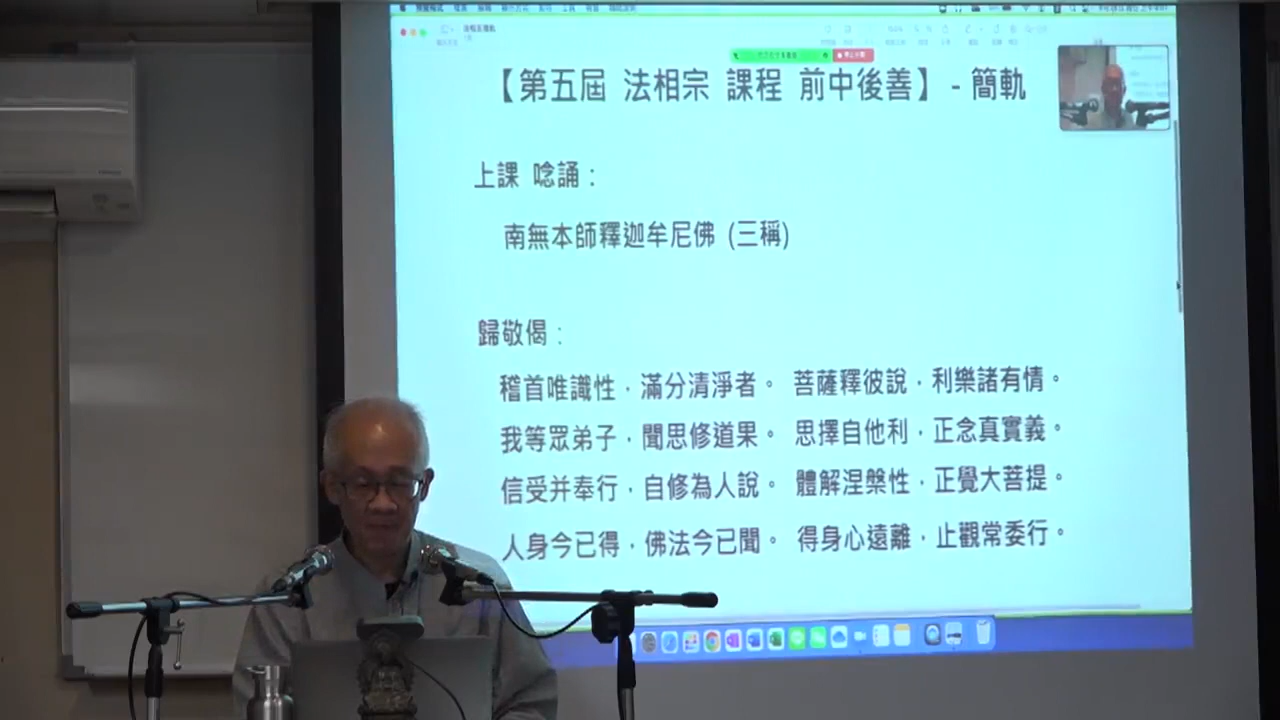 【第五屆 法相宗 課程 前中後善】 - 簡軌
上課 唸誦：
南無本師釋迦牟尼佛 (三稱)
歸敬偈：
稽首唯識性，滿分清淨者。 菩薩釋彼說，利樂諸有情。
我等眾弟子，聞思修道果。 思擇自他利，正念真實義。
信受并奉行，自修為人說。 體解涅槃性，正覺大菩提。
人身今已得，佛法今已聞。 得身心遠離，止觀常委行。